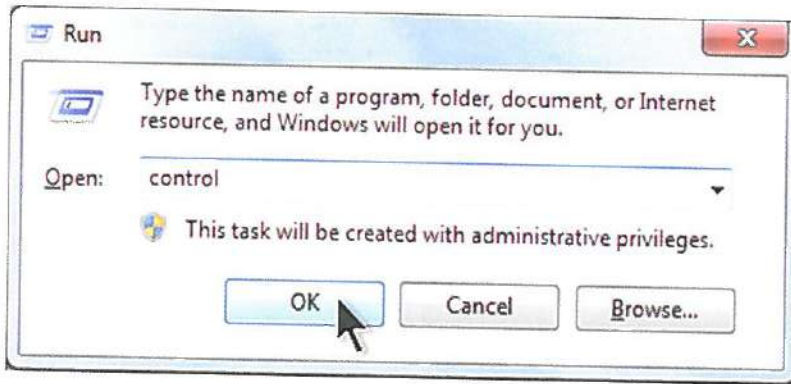 Run
Type the name of a program, folder, document, or Internet
resource, and Windows will open it for you.
Open: control
This task will be created with administrative privileges.
OK Cancel Browse...